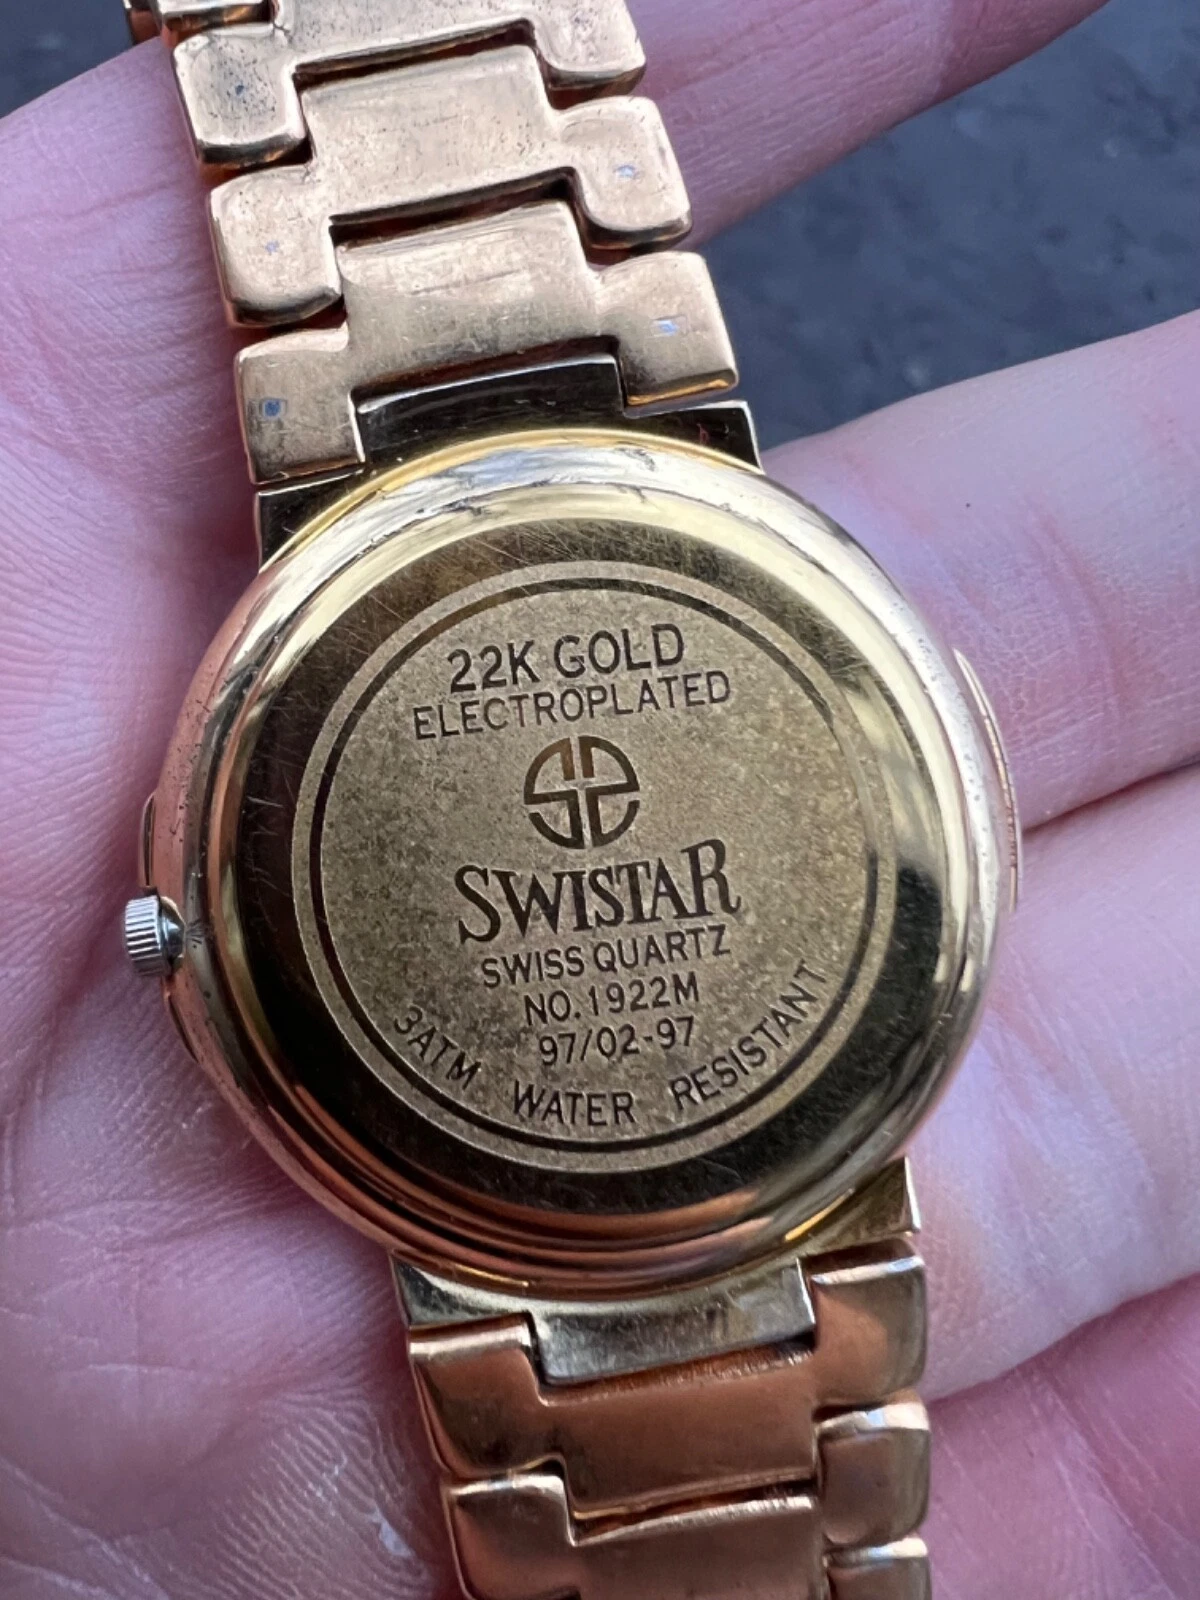 22K GOLD
ELECTROPLATED
SWISTAR
SWISS QUARTZ
NO.1922M
97/02-97
3ATM WATER RESISTANT